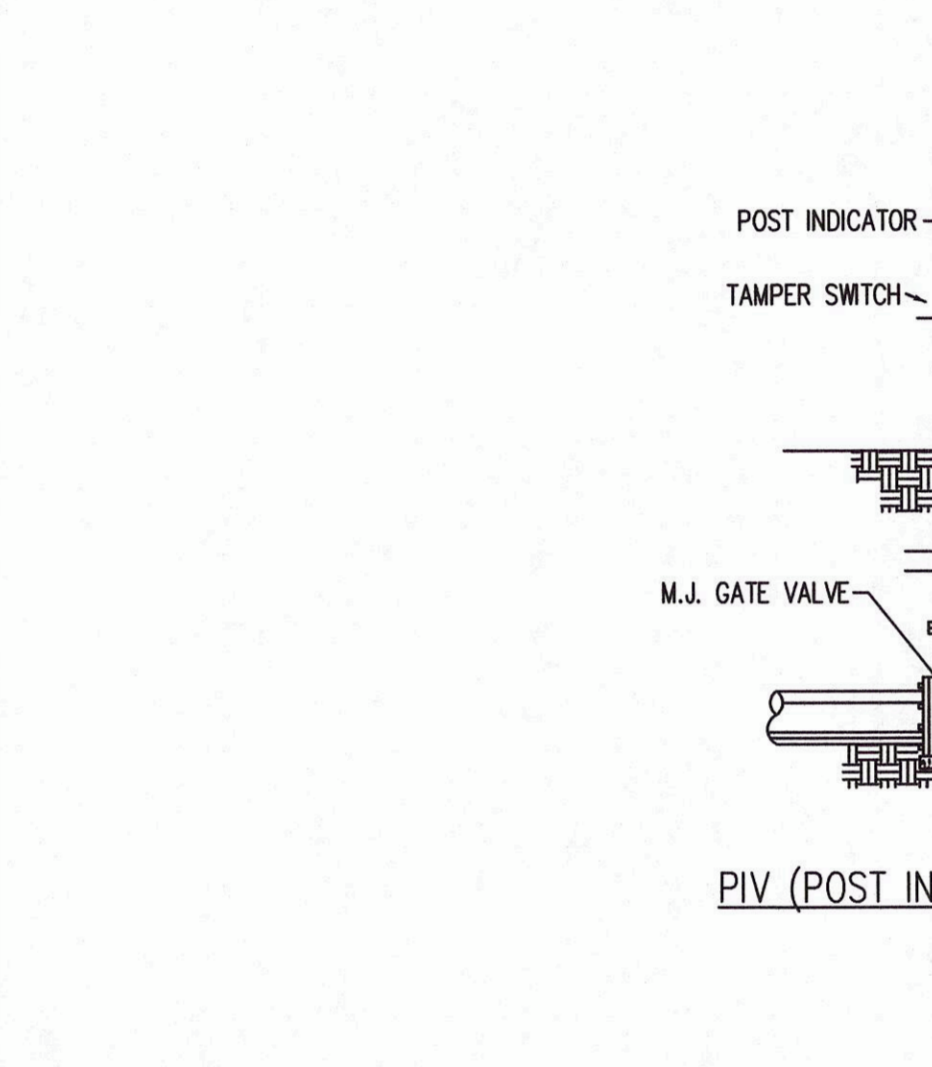 POST INDICATOR
TAMPER SWITCH
M.J. GATE VALVE
PIV (POST IN